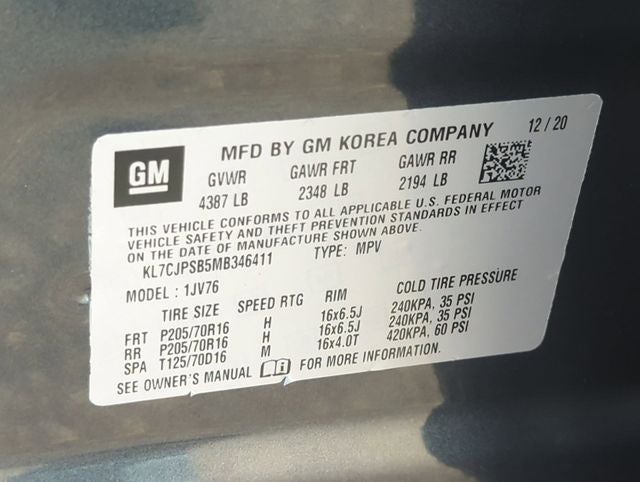 GM MFD BY GM KOREA COMPANY 12/20
GVWR GAWR FRT GAWR RR
4387 LB 2348 LB 2194 LB
THIS VEHICLE CONFORMS TO ALL APPLICABLE U.S. FEDERAL MOTOR
VEHICLE SAFETY AND THEFT PREVENTION STANDARDS IN EFFECT
ON THE DATE OF MANUFACTURE SHOWN ABOVE.
KL7CJPSB5MB346411 TYPE: MPV
MODEL : 1JV76
TIRE SIZE SPEED RTG RIM COLD TIRE PRESSURE
FRT P205/70R16 H 16x6.5J 240KPA, 35 PSI
RR P205/70R16 H 16x6.5J 240KPA, 35 PSI
SPA T125/70D16 M 16x4.0T 420KPA, 60 PSI
SEE OWNER'S MANUAL FOR MORE INFORMATION.